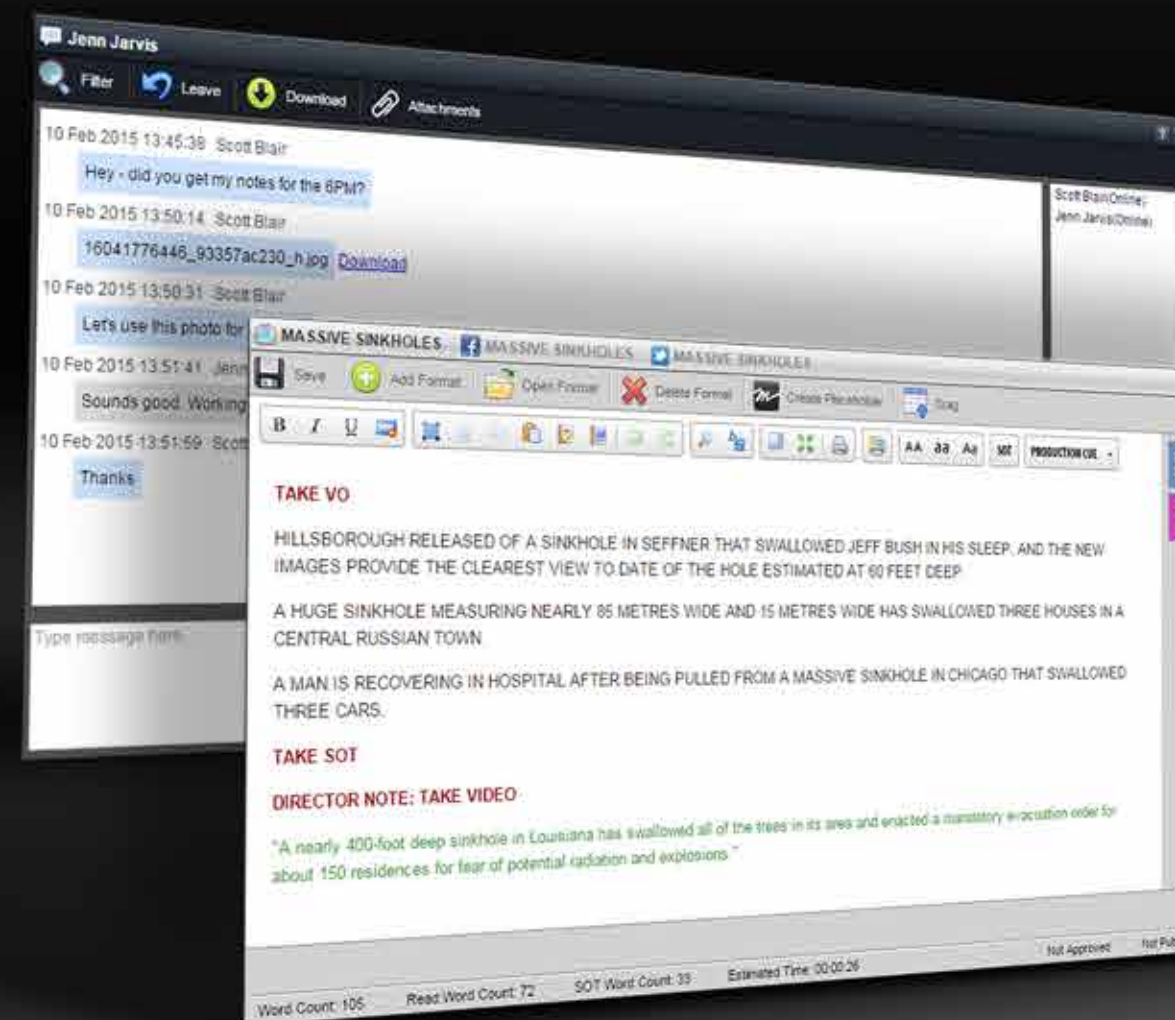 Jenn Jarvis
Filter Leave Download Attachments
10 Feb 2015 13:45:38 Scott Blair
Hey - did you get my notes for the 6PM?
10 Feb 2015 13:50:14 Scott Blair
16041776446_93357ac230_h.jpg Download
10 Feb 2015 13:50:31 Scott Blair
Let's use this photo for
10 Feb 2015 13:51:41 Jenn
Sounds good. Working
10 Feb 2015 13:51:59 Scott
Thanks
Type message here.
Scott Blair(Online)
Jenn Jarvis(Online)
MASSIVE SINKHOLES MASSIVE SINKHOLES MASSIVE SINKHOLES
Save Add Format Open Format Delete Format Create Placeholder Drag
B I U AA aa Aa SOT PRODUCTION CUE
TAKE VO
HILLSBOROUGH RELEASED OF A SINKHOLE IN SEFFNER THAT SWALLOWED JEFF BUSH IN HIS SLEEP, AND THE NEW
IMAGES PROVIDE THE CLEAREST VIEW TO DATE OF THE HOLE ESTIMATED AT 60 FEET DEEP
A HUGE SINKHOLE MEASURING NEARLY 85 METRES WIDE AND 15 METRES WIDE HAS SWALLOWED THREE HOUSES IN A
CENTRAL RUSSIAN TOWN
A MAN IS RECOVERING IN HOSPITAL AFTER BEING PULLED FROM A MASSIVE SINKHOLE IN CHICAGO THAT SWALLOWED
THREE CARS.
TAKE SOT
DIRECTOR NOTE: TAKE VIDEO
"A nearly 400-foot deep sinkhole in Louisiana has swallowed all of the trees in its area and enacted a mandatory evacuation order for
about 150 residences for fear of potential radiation and explosions."
Word Count: 105 Read Word Count: 72 SOT Word Count: 33 Estimated Time: 00:00:26 Not Approved Not Pub